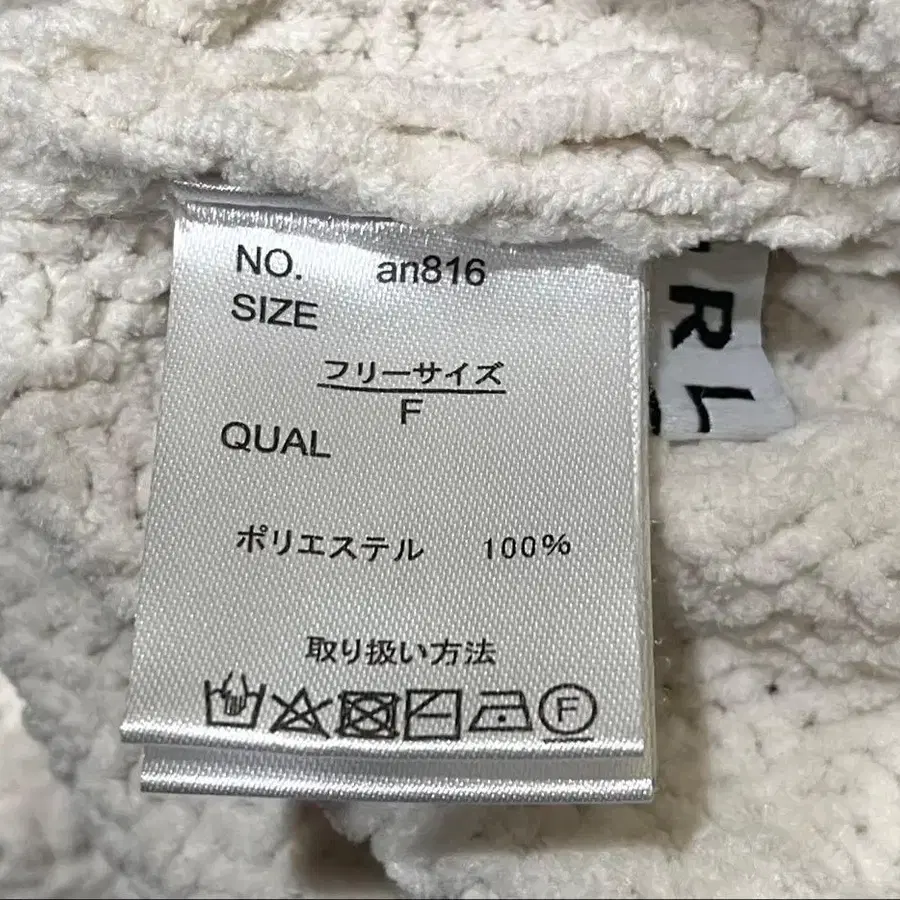 NO. an816
SIZE
フリーサイズ
F
QUAL
ポリエステル 100%
取り扱い方法
F
RL